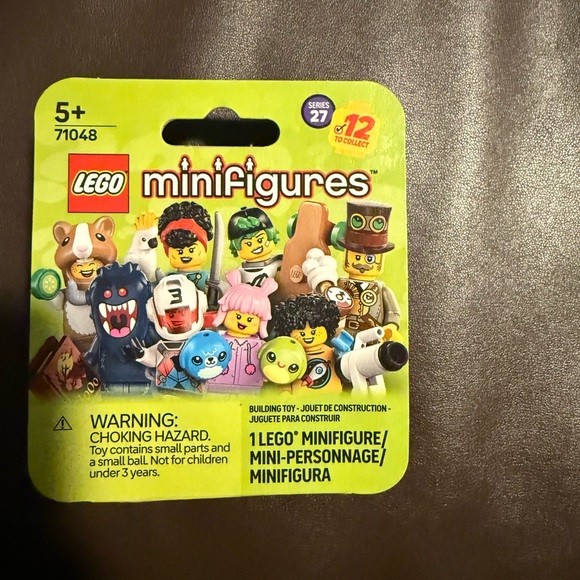 5+
71048
SERIES
27
12
TO COLLECT
LEGO
minifigures™
3
WARNING:
CHOKING HAZARD.
Toy contains small parts and
a small ball. Not for children
under 3 years.
BUILDING TOY - JOUET DE CONSTRUCTION -
JUGUETE PARA CONSTRUIR
1 LEGO® MINIFIGURE/
MINI-PERSONNAGE/
MINIFIGURA